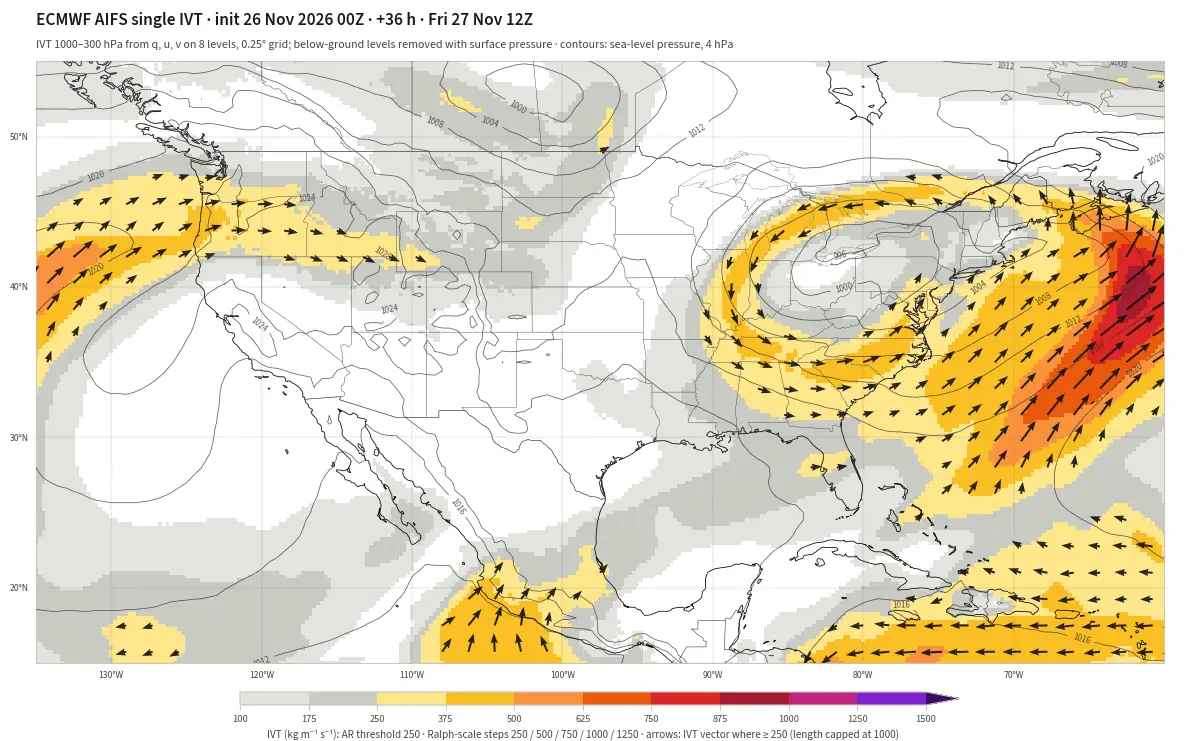 ECMWF AIFS single IVT · init 26 Nov 2026 00Z · +36 h · Fri 27 Nov 12Z
IVT 1000–300 hPa from q, u, v on 8 levels, 0.25° grid; below-ground levels removed with surface pressure · contours: sea-level pressure, 4 hPa
1012
1008
1000
1008
1004
1012
50°N
1020
1020
1024
1028
996
1020
40°N
1000
1004
1008
1024
1024
1012
1020
30°N
1016
20°N
1016
1016
1012
130°W
120°W
110°W
100°W
90°W
80°W
70°W
100
175
250
375
500
625
750
875
1000
1250
1500
IVT (kg m⁻¹ s⁻¹): AR threshold 250 · Ralph-scale steps 250 / 500 / 750 / 1000 / 1250 · arrows: IVT vector where ≥ 250 (length capped at 1000)